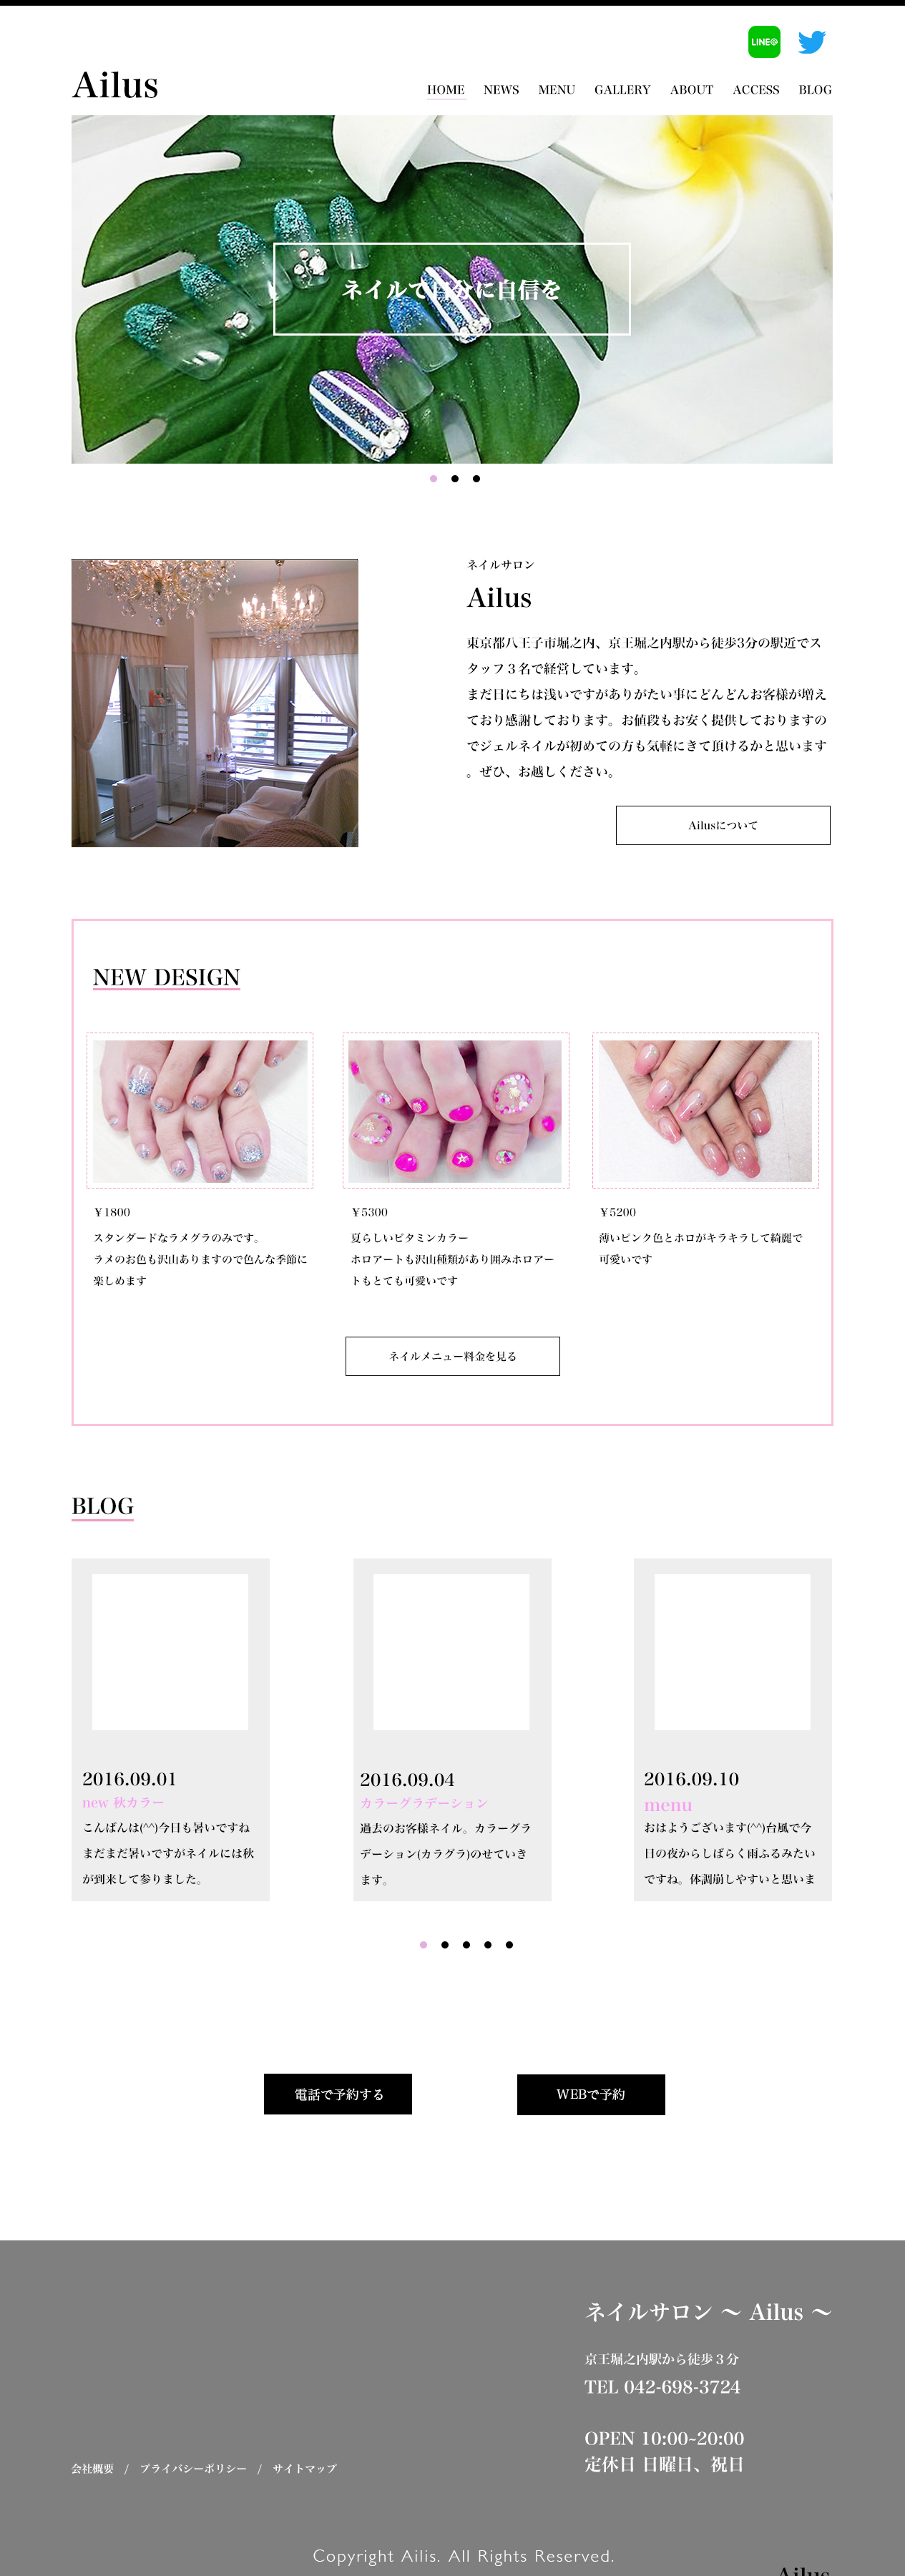 LINE@
Ailus
HOME NEWS MENU GALLERY ABOUT ACCESS BLOG
ネイルで自分に自信を
ネイルサロン
Ailus
東京都八王子市堀之内、京王堀之内駅から徒歩3分の駅近でス
タッフ３名で経営しています。
まだ日にちは浅いですがありがたい事にどんどんお客様が増え
ており感謝しております。お値段もお安く提供しておりますの
でジェルネイルが初めての方も気軽にきて頂けるかと思います
。ぜひ、お越しください。
Ailusについて
NEW DESIGN
￥1800
スタンダードなラメグラのみです。
ラメのお色も沢山ありますので色んな季節に
楽しめます
￥5300
夏らしいビタミンカラー
ホロアートも沢山種類があり囲みホロアー
トもとても可愛いです
￥5200
薄いピンク色とホロがキラキラして綺麗で
可愛いです
ネイルメニュー料金を見る
BLOG
2016.09.01
new 秋カラー
こんばんは(^^)今日も暑いですね
まだまだ暑いですがネイルには秋
が到来して参りました。
2016.09.04
カラーグラデーション
過去のお客様ネイル。カラーグラ
デーション(カラグラ)のせていき
ます。
2016.09.10
menu
おはようございます(^^)台風で今
日の夜からしばらく雨ふるみたい
ですね。体調崩しやすいと思いま
電話で予約する
WEBで予約
ネイルサロン ～ Ailus ～
京王堀之内駅から徒歩３分
TEL 042-698-3724
OPEN 10:00~20:00
定休日 日曜日、祝日
会社概要 / プライバシーポリシー / サイトマップ
Copyright Ailis. All Rights Reserved.
Ailus